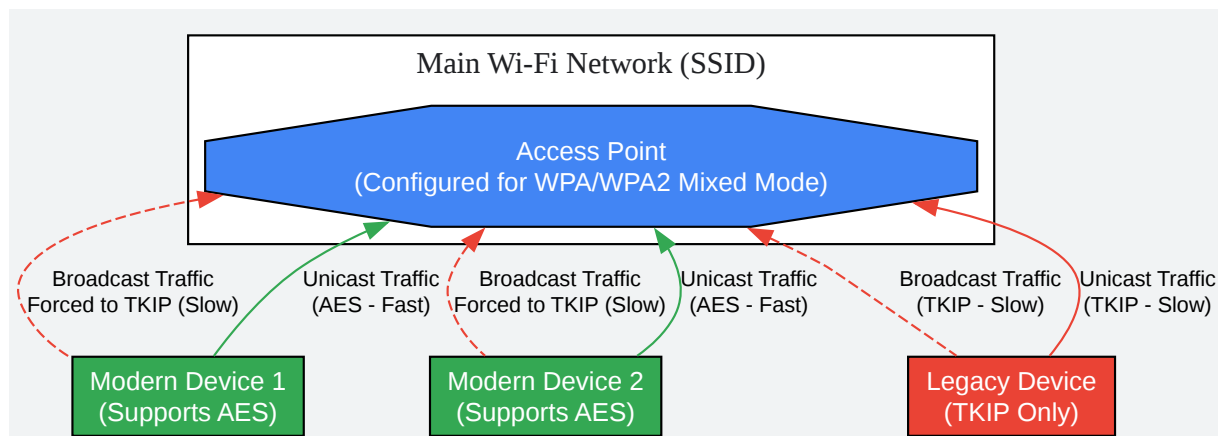 Main Wi-Fi Network (SSID)
Access Point
(Configured for WPA/WPA2 Mixed Mode)
Broadcast Traffic
Forced to TKIP (Slow)
Unicast Traffic
(AES - Fast)
Broadcast Traffic
Forced to TKIP (Slow)
Unicast Traffic
(AES - Fast)
Broadcast Traffic
(TKIP - Slow)
Unicast Traffic
(TKIP - Slow)
Modern Device 1
(Supports AES)
Modern Device 2
(Supports AES)
Legacy Device
(TKIP Only)